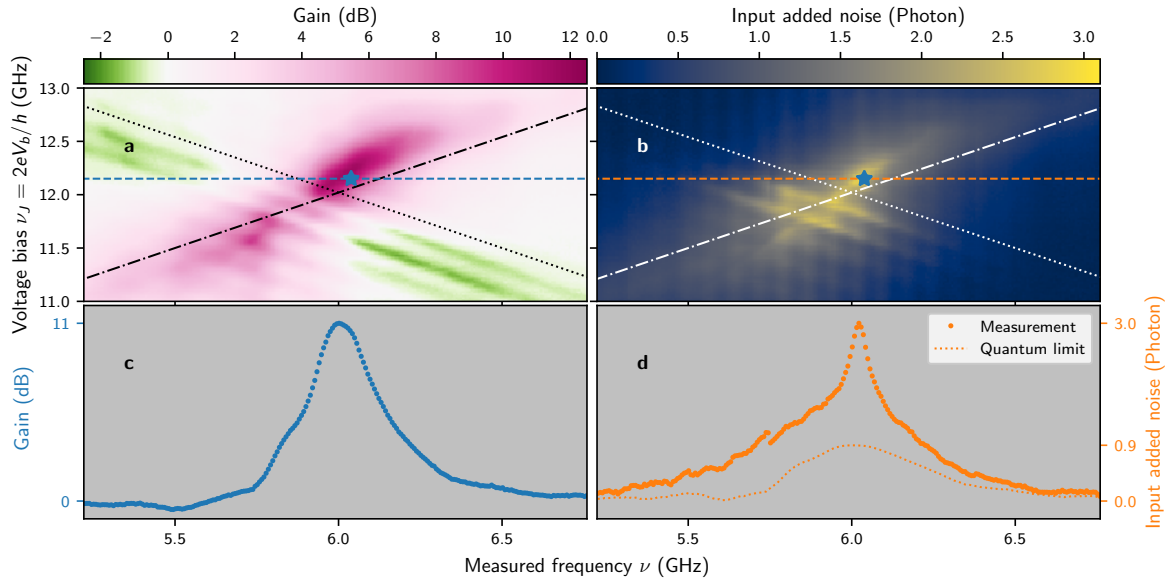 Gain (dB)
Input added noise (Photon)
−2 0 2 4 6 8 10 12
0.0 0.5 1.0 1.5 2.0 2.5 3.0
Voltage bias ν_J = 2eV_b/h (GHz)
13.0
12.5
12.0
11.5
11.0
a
b
Gain (dB)
11
0
c
d
Measurement
Quantum limit
3.0
0.9
0.0
Input added noise (Photon)
5.5 6.0 6.5
5.5 6.0 6.5
Measured frequency ν (GHz)